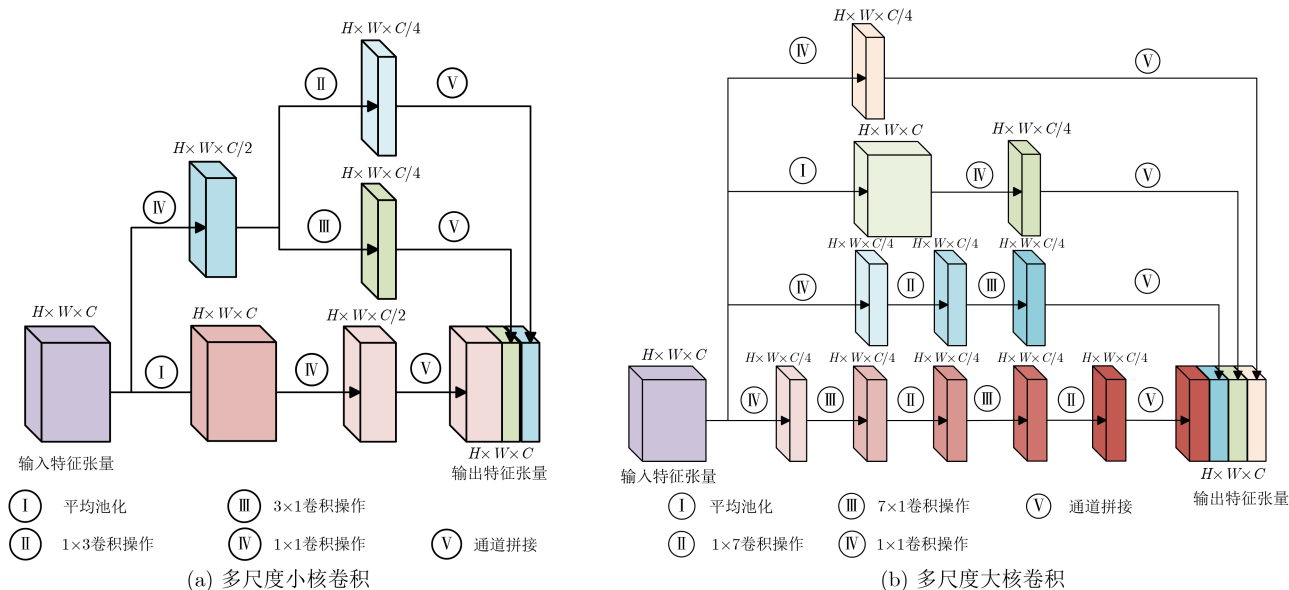 H×W×C/4
Ⅱ
Ⅴ
H×W×C/2
H×W×C/4
Ⅳ
Ⅲ
Ⅴ
H×W×C
H×W×C
H×W×C/2
Ⅰ
Ⅳ
Ⅴ
H×W×C
输入特征张量
输出特征张量
Ⅰ 平均池化
Ⅲ 3×1卷积操作
Ⅱ 1×3卷积操作
Ⅳ 1×1卷积操作
Ⅴ 通道拼接
(a) 多尺度小核卷积
H×W×C/4
Ⅳ
Ⅴ
H×W×C
H×W×C/4
Ⅰ
Ⅳ
Ⅴ
H×W×C/4
H×W×C/4
H×W×C/4
Ⅳ
Ⅱ
Ⅲ
Ⅴ
H×W×C
H×W×C/4
H×W×C/4
H×W×C/4
H×W×C/4
H×W×C/4
Ⅳ
Ⅲ
Ⅱ
Ⅲ
Ⅱ
Ⅴ
输入特征张量
H×W×C
输出特征张量
Ⅰ 平均池化
Ⅲ 7×1卷积操作
Ⅴ 通道拼接
Ⅱ 1×7卷积操作
Ⅳ 1×1卷积操作
(b) 多尺度大核卷积